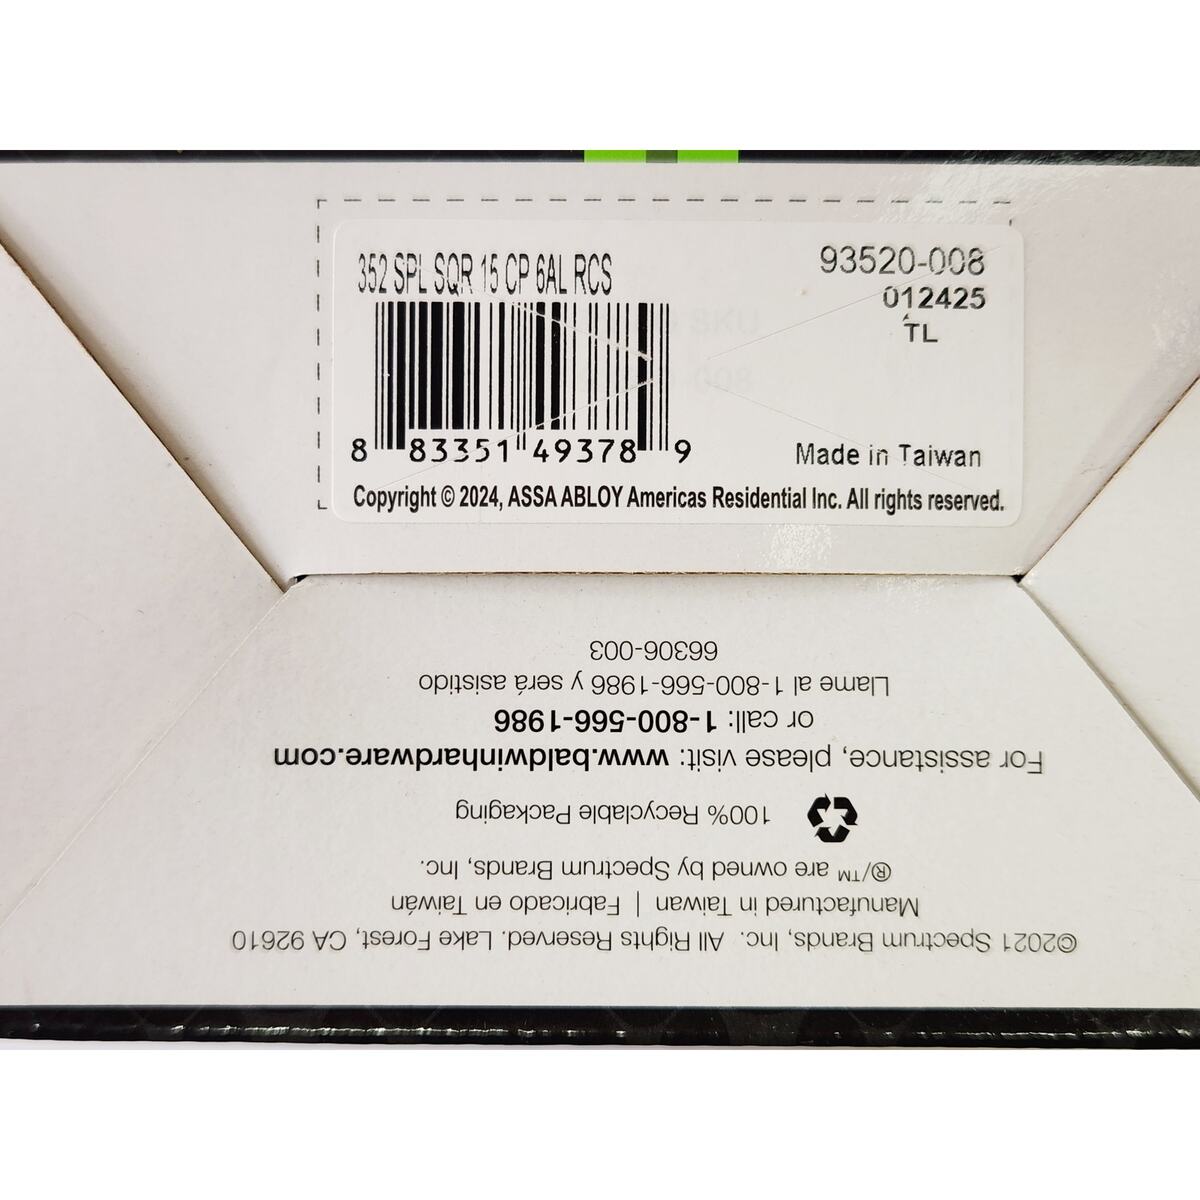 352 SPL SQR 15 CP 6AL RCS
93520-008
012425
TL
8 83351 49378 9
Made in Taiwan
Copyright © 2024, ASSA ABLOY Americas Residential Inc. All rights reserved.
©2021 Spectrum Brands, Inc. All Rights Reserved. Lake Forest, CA 92610
Manufactured in Taiwan | Fabricado en Taiwán
®/™ are owned by Spectrum Brands, Inc.
100% Recyclable Packaging
For assistance, please visit: www.baldwinhardware.com
or call: 1-800-566-1986
Llame al 1-800-566-1986 y será asistido
66306-003